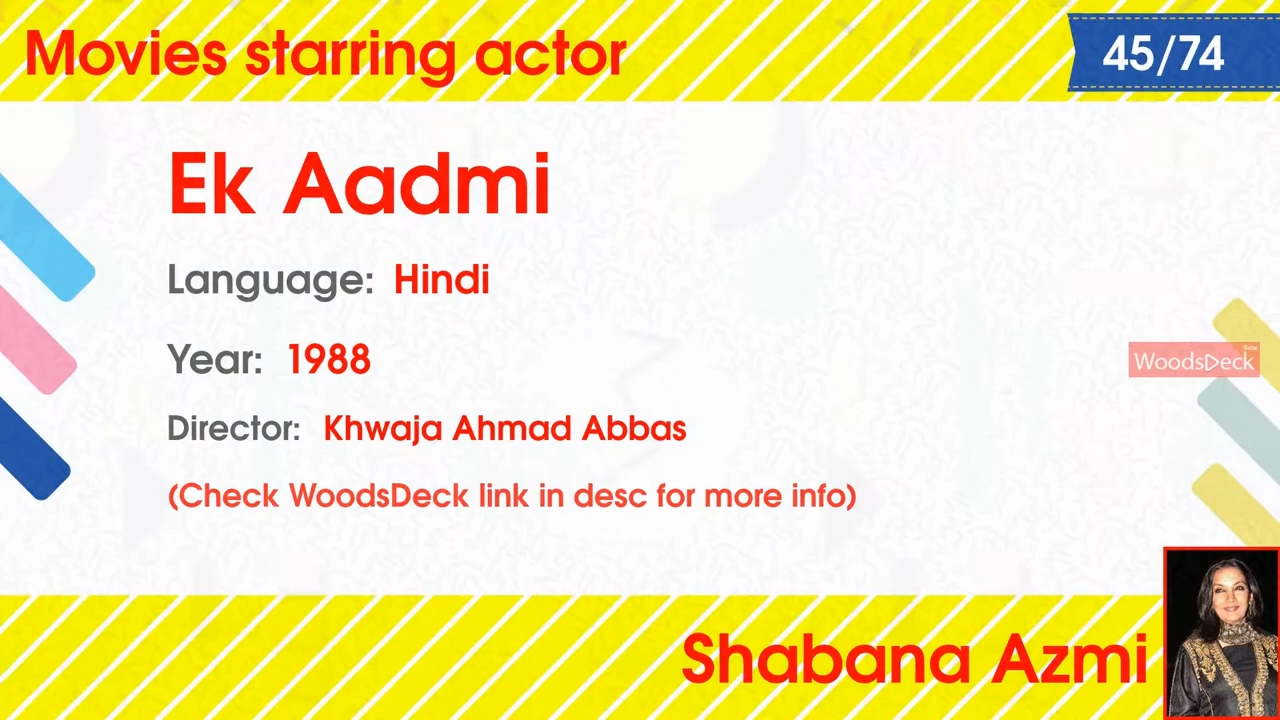 Movies starring actor
45/74
Ek Aadmi
Language: Hindi
Year: 1988
WoodsDeck
Beta
Director: Khwaja Ahmad Abbas
(Check WoodsDeck link in desc for more info)
Shabana Azmi